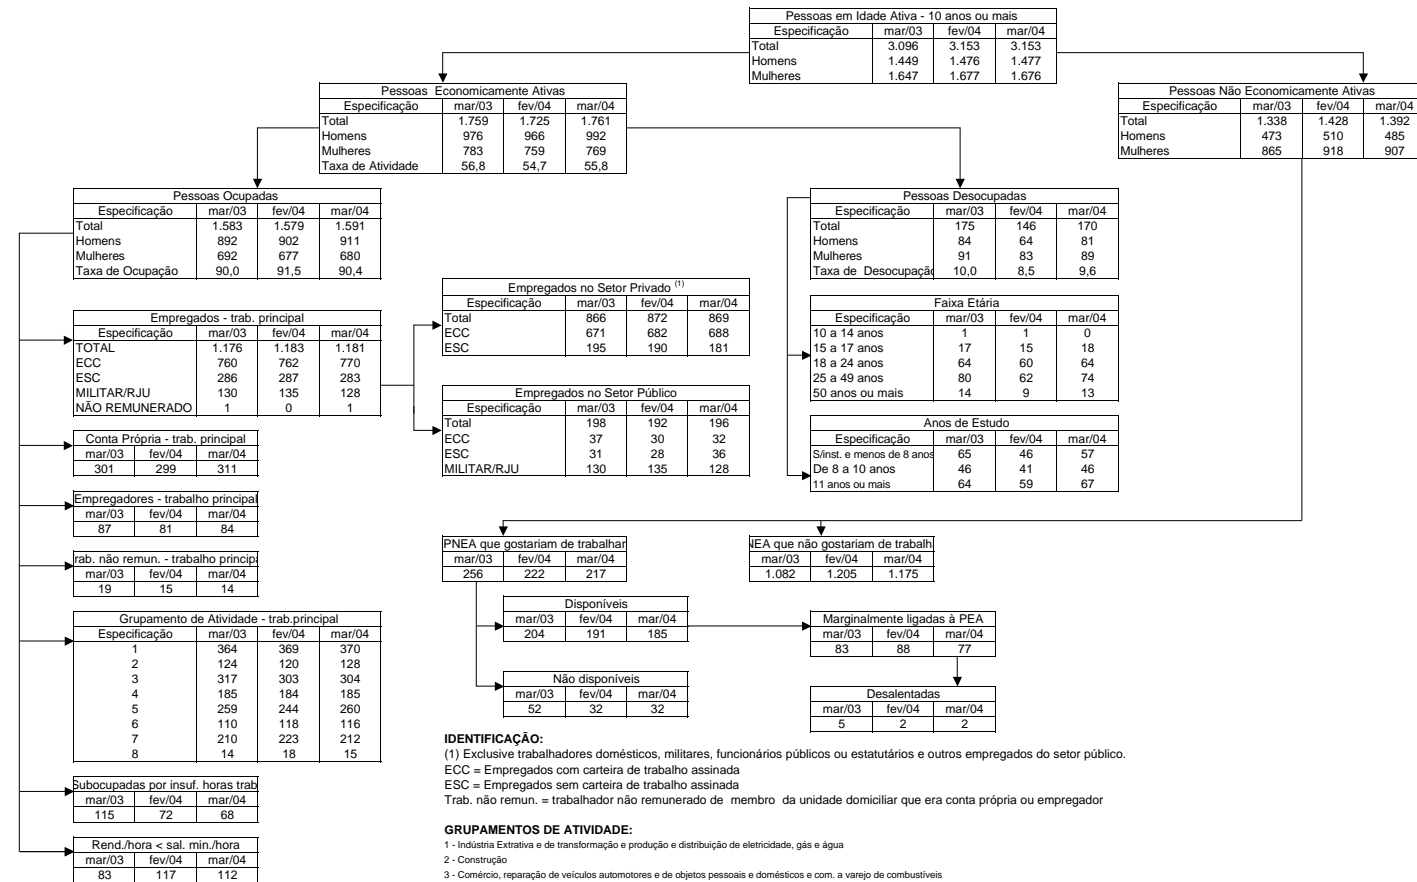 Pessoas em Idade Ativa - 10 anos ou mais
Especificação mar/03 fev/04 mar/04
Total 3.096 3.153 3.153
Homens 1.449 1.476 1.477
Mulheres 1.647 1.677 1.676
Pessoas Economicamente Ativas
Especificação mar/03 fev/04 mar/04
Total 1.759 1.725 1.761
Homens 976 966 992
Mulheres 783 759 769
Taxa de Atividade 56,8 54,7 55,8
Pessoas Não Economicamente Ativas
Especificação mar/03 fev/04 mar/04
Total 1.338 1.428 1.392
Homens 473 510 485
Mulheres 865 918 907
Pessoas Ocupadas
Especificação mar/03 fev/04 mar/04
Total 1.583 1.579 1.591
Homens 892 902 911
Mulheres 692 677 680
Taxa de Ocupação 90,0 91,5 90,4
Pessoas Desocupadas
Especificação mar/03 fev/04 mar/04
Total 175 146 170
Homens 84 64 81
Mulheres 91 83 89
Taxa de Desocupação 10,0 8,5 9,6
Empregados - trab. principal
Especificação mar/03 fev/04 mar/04
TOTAL 1.176 1.183 1.181
ECC 760 762 770
ESC 286 287 283
MILITAR/RJU 130 135 128
NÃO REMUNERADO 1 0 1
Empregados no Setor Privado (1)
Especificação mar/03 fev/04 mar/04
Total 866 872 869
ECC 671 682 688
ESC 195 190 181
Empregados no Setor Público
Especificação mar/03 fev/04 mar/04
Total 198 192 196
ECC 37 30 32
ESC 31 28 36
MILITAR/RJU 130 135 128
Faixa Etária
Especificação mar/03 fev/04 mar/04
10 a 14 anos 1 1 0
15 a 17 anos 17 15 18
18 a 24 anos 64 60 64
25 a 49 anos 80 62 74
50 anos ou mais 14 9 13
Anos de Estudo
Especificação mar/03 fev/04 mar/04
S/inst. e menos de 8 anos 65 46 57
De 8 a 10 anos 46 41 46
11 anos ou mais 64 59 67
Conta Própria - trab. principal
mar/03 fev/04 mar/04
301 299 311
Empregadores - trabalho principal
mar/03 fev/04 mar/04
87 81 84
rab. não remun. - trabalho princip
mar/03 fev/04 mar/04
19 15 14
Grupamento de Atividade - trab.principal
Especificação mar/03 fev/04 mar/04
1 364 369 370
2 124 120 128
3 317 303 304
4 185 184 185
5 259 244 260
6 110 118 116
7 210 223 212
8 14 18 15
Subocupadas por insuf. horas trab
mar/03 fev/04 mar/04
115 72 68
Rend./hora < sal. min./hora
mar/03 fev/04 mar/04
83 117 112
PNEA que gostariam de trabalhar
mar/03 fev/04 mar/04
256 222 217
NEA que não gostariam de trabalh
mar/03 fev/04 mar/04
1.082 1.205 1.175
Disponíveis
mar/03 fev/04 mar/04
204 191 185
Marginalmente ligadas à PEA
mar/03 fev/04 mar/04
83 88 77
Não disponíveis
mar/03 fev/04 mar/04
52 32 32
Desalentadas
mar/03 fev/04 mar/04
5 2 2
IDENTIFICAÇÃO:
(1) Exclusive trabalhadores domésticos, militares, funcionários públicos ou estatutários e outros empregados do setor público.
ECC = Empregados com carteira de trabalho assinada
ESC = Empregados sem carteira de trabalho assinada
Trab. não remun. = trabalhador não remunerado de membro da unidade domiciliar que era conta própria ou empregador
GRUPAMENTOS DE ATIVIDADE:
1 - Indústria Extrativa e de transformação e produção e distribuição de eletricidade, gás e água
2 - Construção
3 - Comércio, reparação de veículos automotores e de objetos pessoais e domésticos e com. a varejo de combustíveis